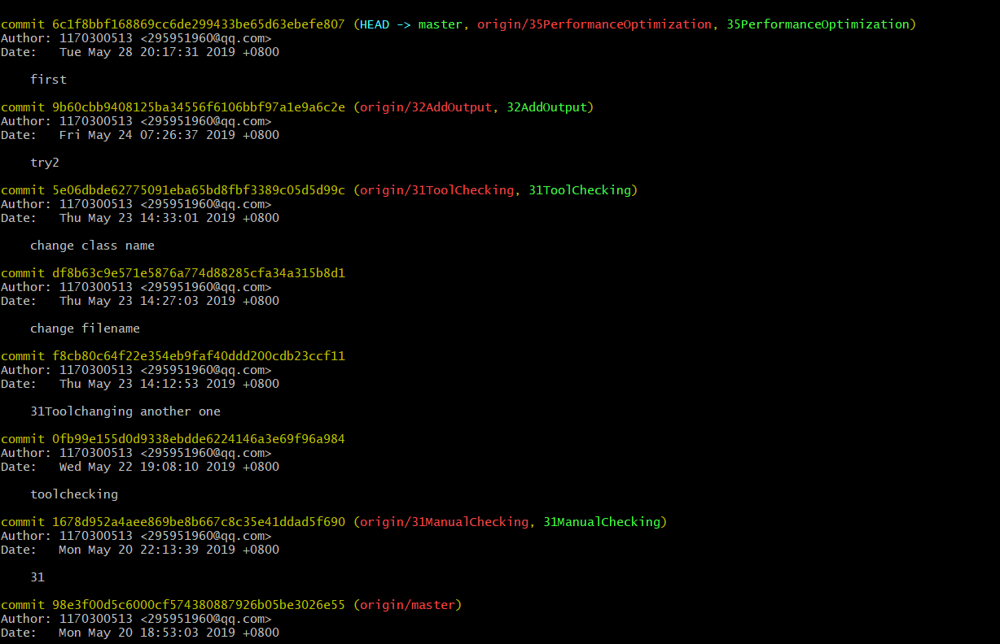 commit 6c1f8bbf168869cc6de299433be65d63ebefe807 (HEAD -> master, origin/35PerformanceOptimization, 35PerformanceOptimization)
Author: 1170300513 <295951960@qq.com>
Date:   Tue May 28 20:17:31 2019 +0800
    first
commit 9b60cbb9408125ba34556f6106bbf97a1e9a6c2e (origin/32AddOutput, 32AddOutput)
Author: 1170300513 <295951960@qq.com>
Date:   Fri May 24 07:26:37 2019 +0800
    try2
commit 5e06dbde62775091eba65bd8fbf3389c05d5d99c (origin/31ToolChecking, 31ToolChecking)
Author: 1170300513 <295951960@qq.com>
Date:   Thu May 23 14:33:01 2019 +0800
    change class name
commit df8b63c9e571e5876a774d88285cfa34a315b8d1
Author: 1170300513 <295951960@qq.com>
Date:   Thu May 23 14:27:03 2019 +0800
    change filename
commit f8cb80c64f22e354eb9faf40ddd200cdb23ccf11
Author: 1170300513 <295951960@qq.com>
Date:   Thu May 23 14:12:53 2019 +0800
    31Toolchanging another one
commit 0fb99e155d0d9338ebdde6224146a3e69f96a984
Author: 1170300513 <295951960@qq.com>
Date:   Wed May 22 19:08:10 2019 +0800
    toolchecking
commit 1678d952a4aee869be8b667c8c35e41ddad5f690 (origin/31ManualChecking, 31ManualChecking)
Author: 1170300513 <295951960@qq.com>
Date:   Mon May 20 22:13:39 2019 +0800
    31
commit 98e3f00d5c6000cf574380887926b05be3026e55 (origin/master)
Author: 1170300513 <295951960@qq.com>
Date:   Mon May 20 18:53:03 2019 +0800